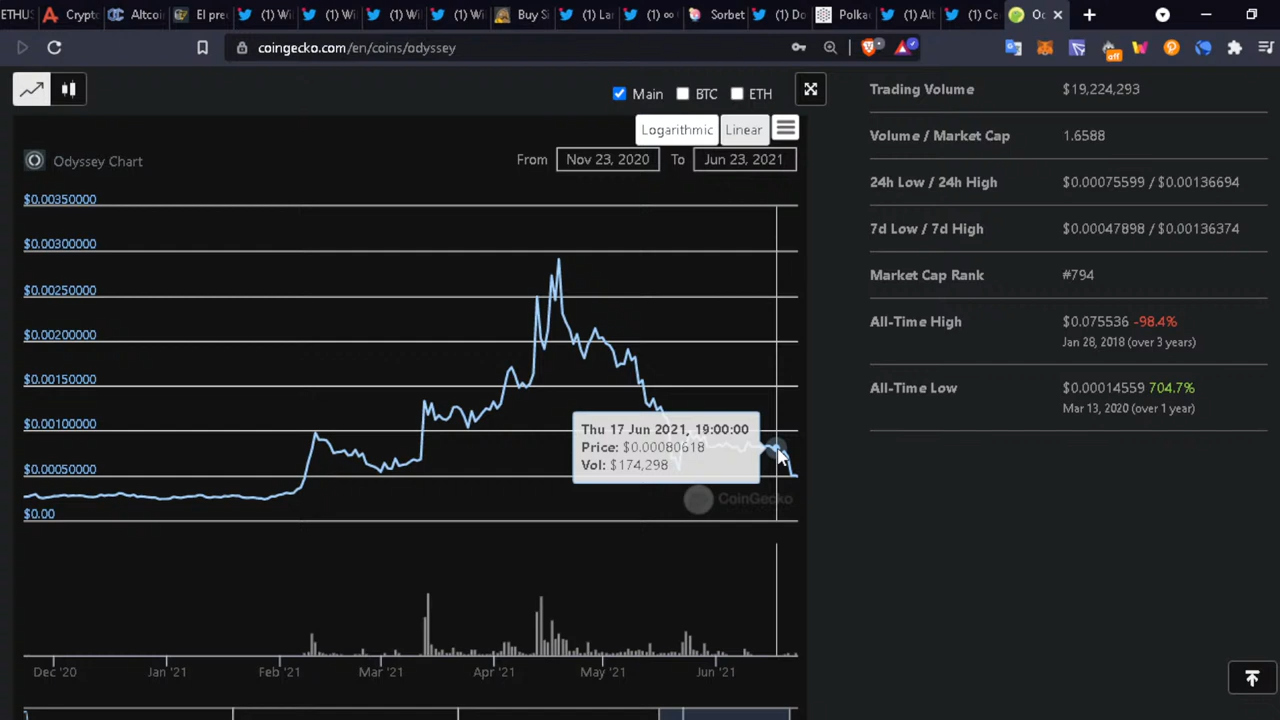 ETHUS
Crypto
Altcoi
El prec
(1) Wi
(1) Wi
(1) Wi
(1) Wi
Buy Si
(1) Lar
(1) ∞
Sorbet
(1) Do
Polka
(1) Alt
(1) Ce
Oc
coingecko.com/en/coins/odyssey
off
Main
BTC
ETH
Logarithmic
Linear
Odyssey Chart
From
Nov 23, 2020
To
Jun 23, 2021
$0.00350000
$0.00300000
$0.00250000
$0.00200000
$0.00150000
$0.00100000
$0.00050000
$0.00
Thu 17 Jun 2021, 19:00:00
Price: $0.00080618
Vol: $174,298
CoinGecko
Dec '20
Jan '21
Feb '21
Mar '21
Apr '21
May '21
Jun '21
Trading Volume
$19,224,293
Volume / Market Cap
1.6588
24h Low / 24h High
$0.00075599 / $0.00136694
7d Low / 7d High
$0.00047898 / $0.00136374
Market Cap Rank
#794
All-Time High
$0.075536 -98.4%
Jan 28, 2018 (over 3 years)
All-Time Low
$0.00014559 704.7%
Mar 13, 2020 (over 1 year)